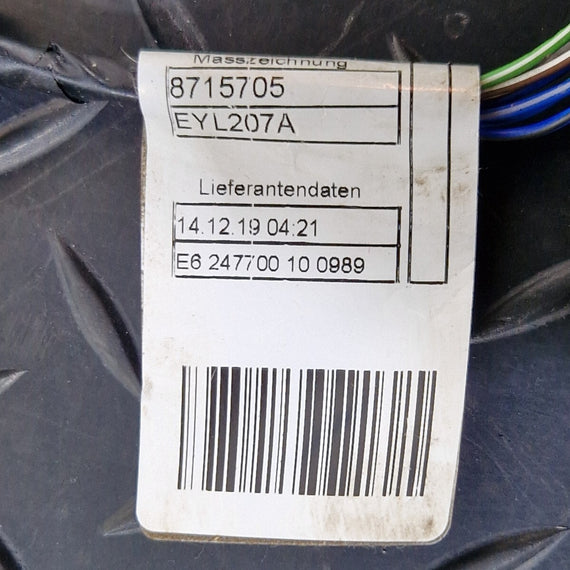 Masszeichnung
8715705
EYL207A
Lieferantendaten
14.12.19 04:21
E6 247700 10 0989